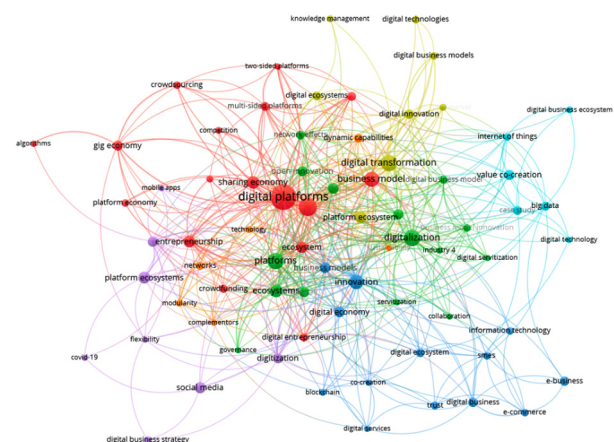 knowledge management
digital technologies
digital business models
two-sided platforms
crowdsourcing
digital ecosystems
multi-sided platforms
digital innovation
digital business ecosystem
competition
network effects
dynamic capabilities
internet of things
algorithms
gig economy
digital transformation
open innovation
value co-creation
mobile apps
sharing economy
business model
digital business model
platform economy
digital platforms
big data
case study
platform ecosystem
technology
entrepreneurship
digitalization
digital technology
ecosystem
industry 4
digital servitization
networks
platforms
business models
platform ecosystems
innovation
crowdfunding
ecosystems
modularity
servitization
digital economy
collaboration
complementors
information technology
flexibility
digital entrepreneurship
governance
covid-19
digitization
digital ecosystem
smes
social media
co-creation
e-business
blockchain
trust
digital business
e-commerce
digital services
digital business strategy